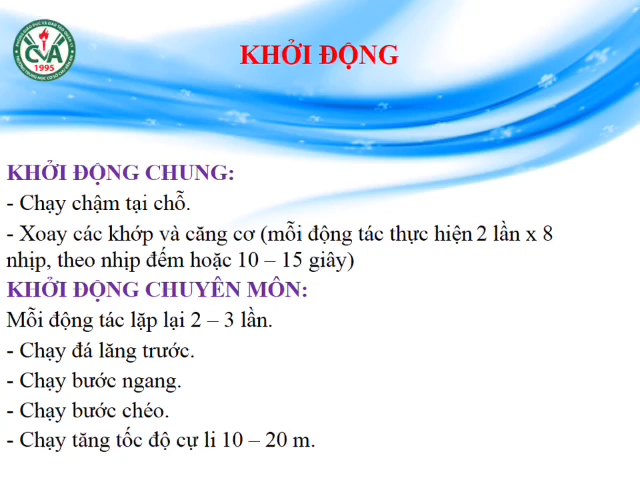 CVA
1995
KHỞI ĐỘNG
KHỞI ĐỘNG CHUNG:
- Chạy chậm tại chỗ.
- Xoay các khớp và căng cơ (mỗi động tác thực hiện 2 lần x 8
nhịp, theo nhịp đếm hoặc 10 – 15 giây)
KHỞI ĐỘNG CHUYÊN MÔN:
Mỗi động tác lặp lại 2 – 3 lần.
- Chạy đá lăng trước.
- Chạy bước ngang.
- Chạy bước chéo.
- Chạy tăng tốc độ cự li 10 – 20 m.